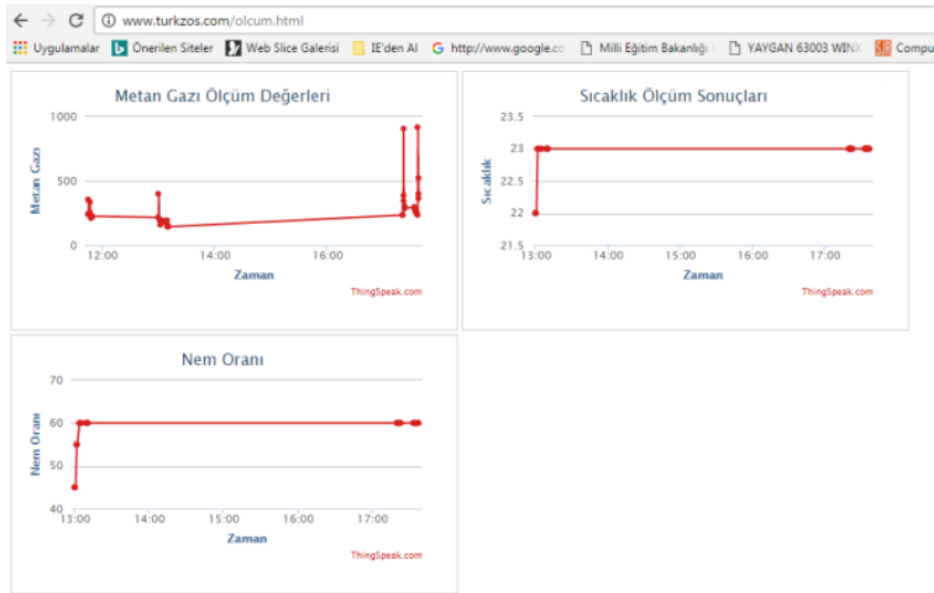 www.turkzos.com/olcum.html
Uygulamalar Önerilen Siteler Web Slice Galerisi IE'den Al http://www.google.co Milli Eğitim Bakanlığı YAYGAN 63003 WINX Compu
Metan Gazı Ölçüm Değerleri
1000
500
0
Metan Gazı
12:00 14:00 16:00
Zaman
ThingSpeak.com
Sıcaklık Ölçüm Sonuçları
23.5
23
22.5
22
21.5
Sıcaklık
13:00 14:00 15:00 16:00 17:00
Zaman
ThingSpeak.com
Nem Oranı
70
60
50
40
Nem Oranı
13:00 14:00 15:00 16:00 17:00
Zaman
ThingSpeak.com